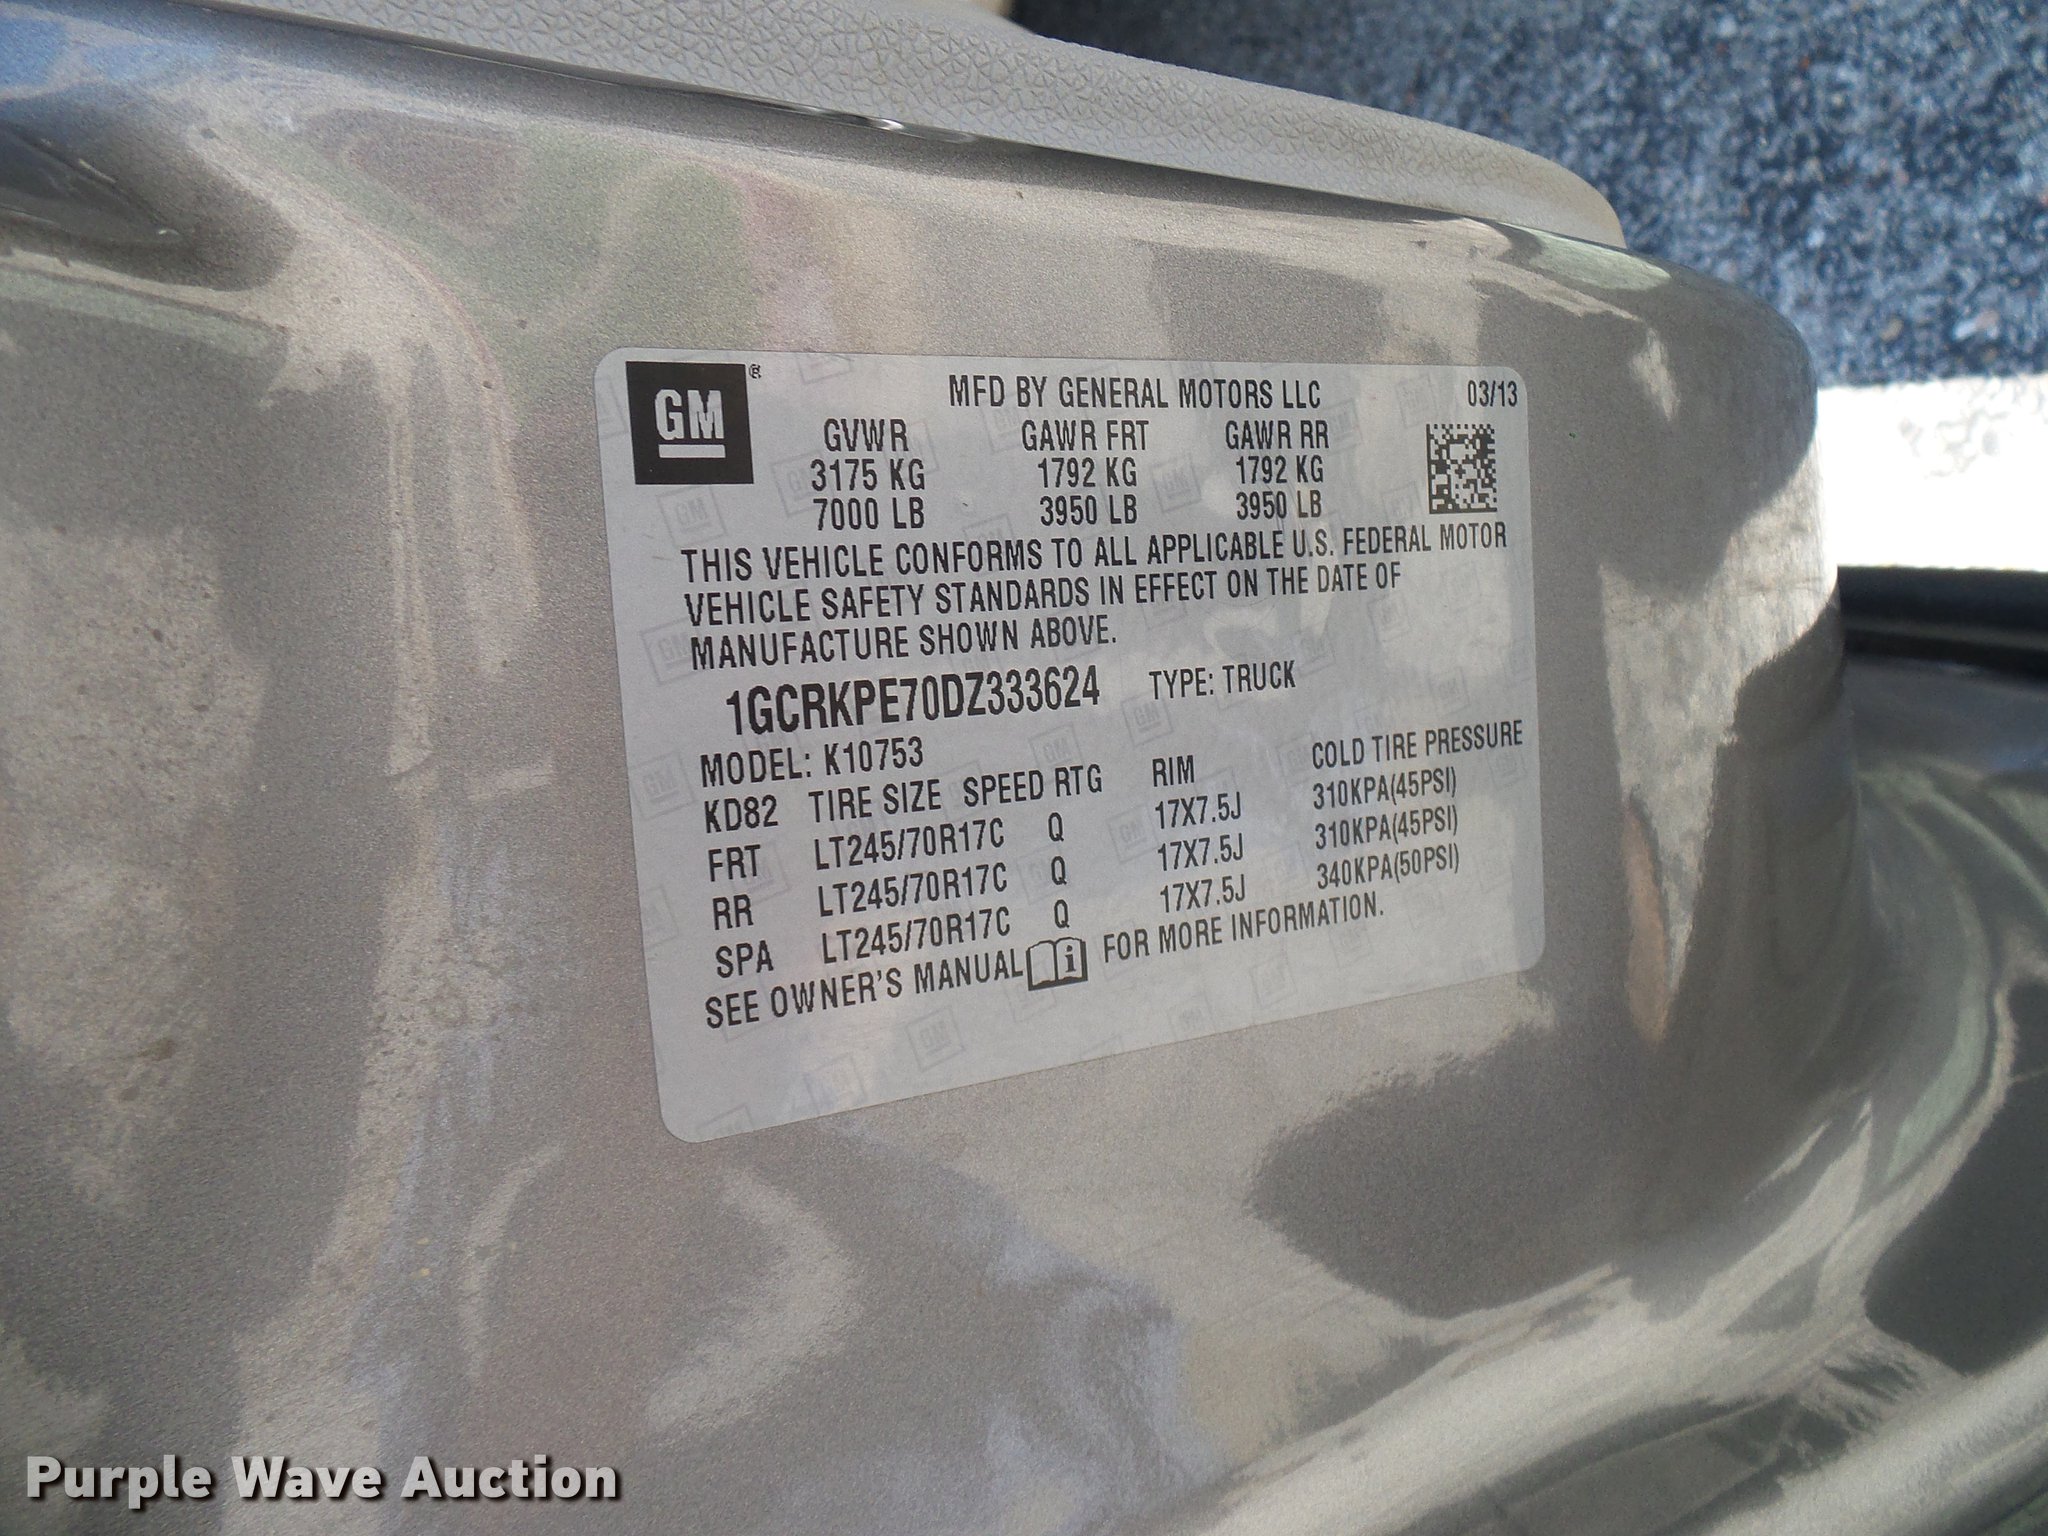 GM®
MFD BY GENERAL MOTORS LLC 03/13
GVWR GAWR FRT GAWR RR
3175 KG 1792 KG 1792 KG
7000 LB 3950 LB 3950 LB
THIS VEHICLE CONFORMS TO ALL APPLICABLE U.S. FEDERAL MOTOR
VEHICLE SAFETY STANDARDS IN EFFECT ON THE DATE OF
MANUFACTURE SHOWN ABOVE.
1GCRKPE70DZ333624 TYPE: TRUCK
MODEL: K10753
KD82 TIRE SIZE SPEED RTG RIM COLD TIRE PRESSURE
FRT LT245/70R17C Q 17X7.5J 310KPA(45PSI)
RR LT245/70R17C Q 17X7.5J 310KPA(45PSI)
SPA LT245/70R17C Q 17X7.5J 340KPA(50PSI)
SEE OWNER'S MANUAL i FOR MORE INFORMATION.
Purple Wave Auction